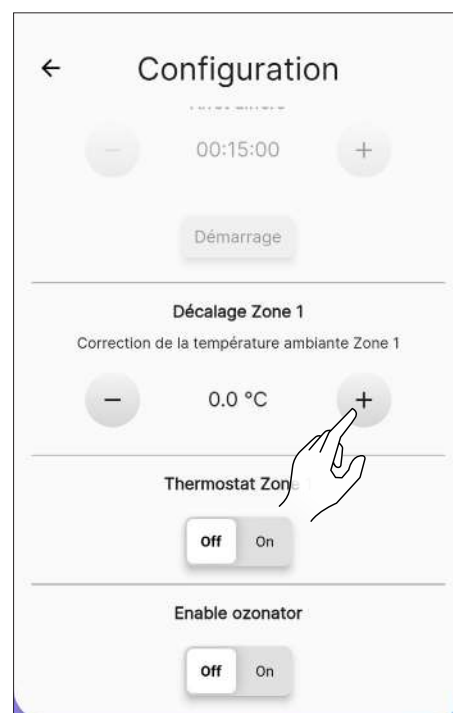 Configuration
00:15:00
Démarrage
Décalage Zone 1
Correction de la température ambiante Zone 1
0.0 °C
Thermostat Zone 1
Off On
Enable ozonator
Off On